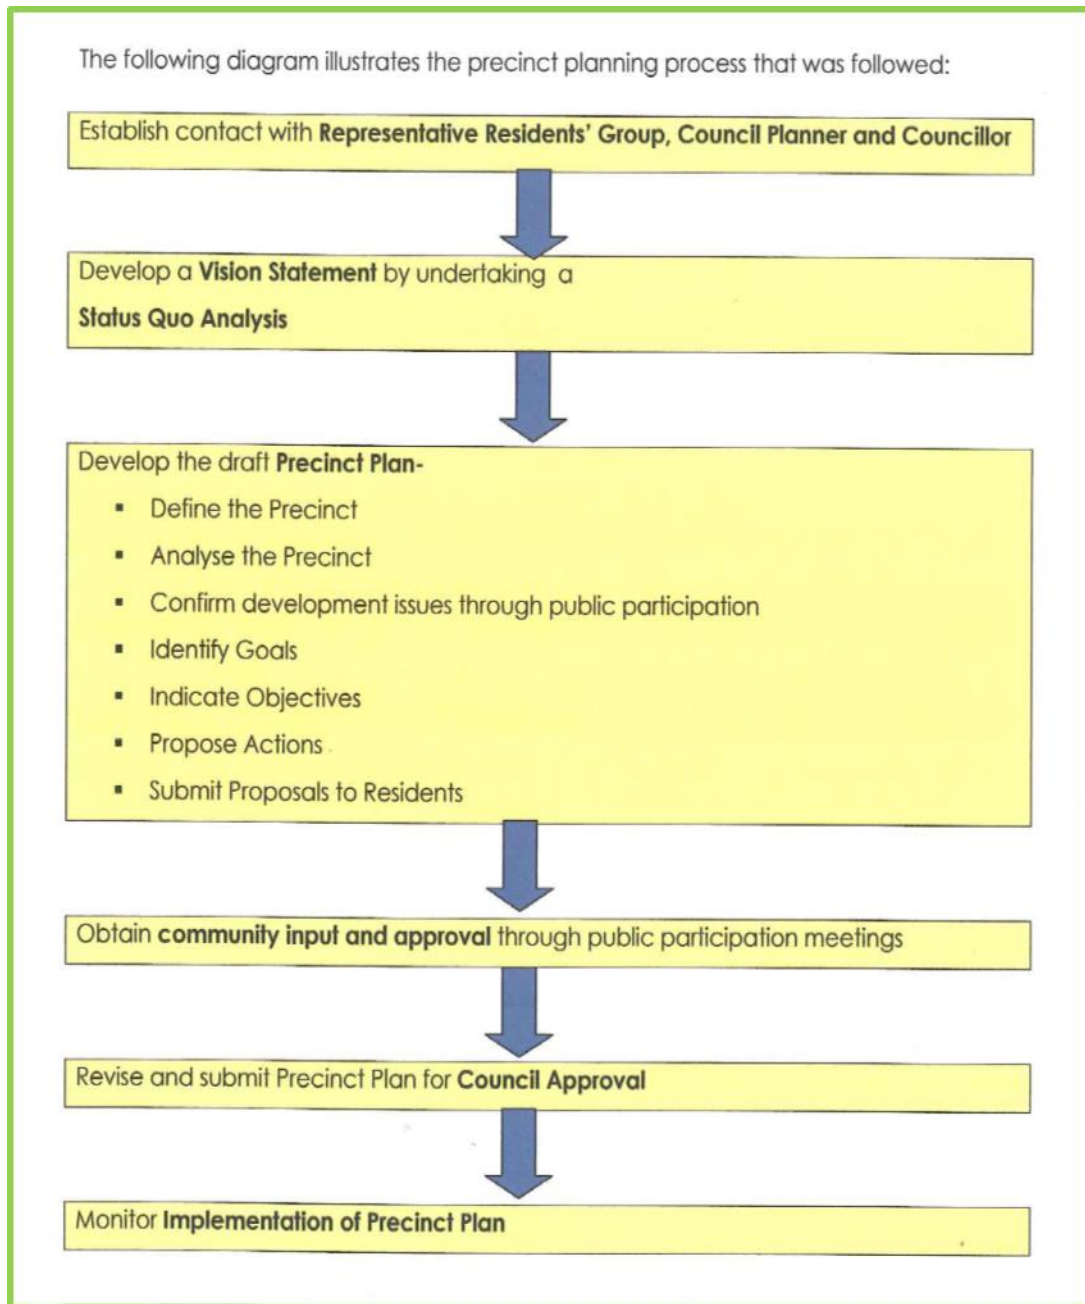 The following diagram illustrates the precinct planning process that was followed:
Establish contact with Representative Residents' Group, Council Planner and Councillor
Develop a Vision Statement by undertaking a
Status Quo Analysis
Develop the draft Precinct Plan-
▪ Define the Precinct
▪ Analyse the Precinct
▪ Confirm development issues through public participation
▪ Identify Goals
▪ Indicate Objectives
▪ Propose Actions
▪ Submit Proposals to Residents
Obtain community input and approval through public participation meetings
Revise and submit Precinct Plan for Council Approval
Monitor Implementation of Precinct Plan